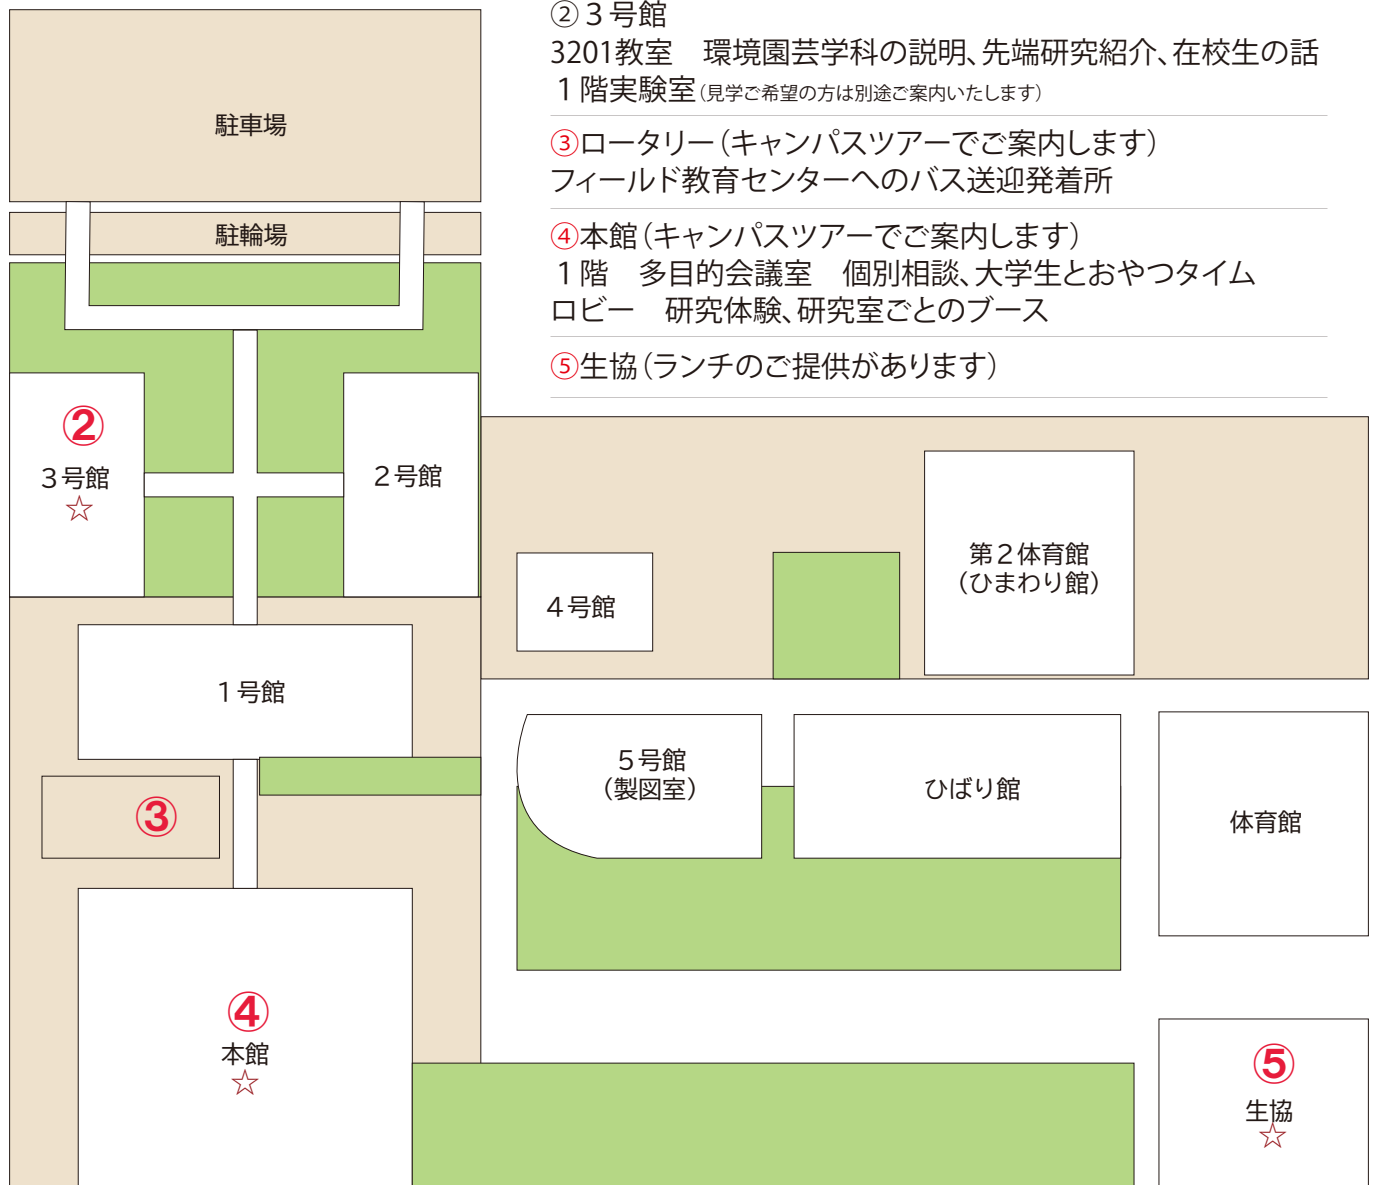 ②３号館
3201教室　環境園芸学科の説明、先端研究紹介、在校生の話
１階実験室（見学ご希望の方は別途ご案内いたします）
③ロータリー（キャンパスツアーでご案内します）
フィールド教育センターへのバス送迎発着所
④本館（キャンパスツアーでご案内します）
１階　多目的会議室　個別相談、大学生とおやつタイム
ロビー　研究体験、研究室ごとのブース
⑤生協（ランチのご提供があります）
駐車場
駐輪場
②
３号館
☆
２号館
４号館
第２体育館
（ひまわり館）
１号館
５号館
（製図室）
ひばり館
体育館
③
④
本館
☆
⑤
生協
☆